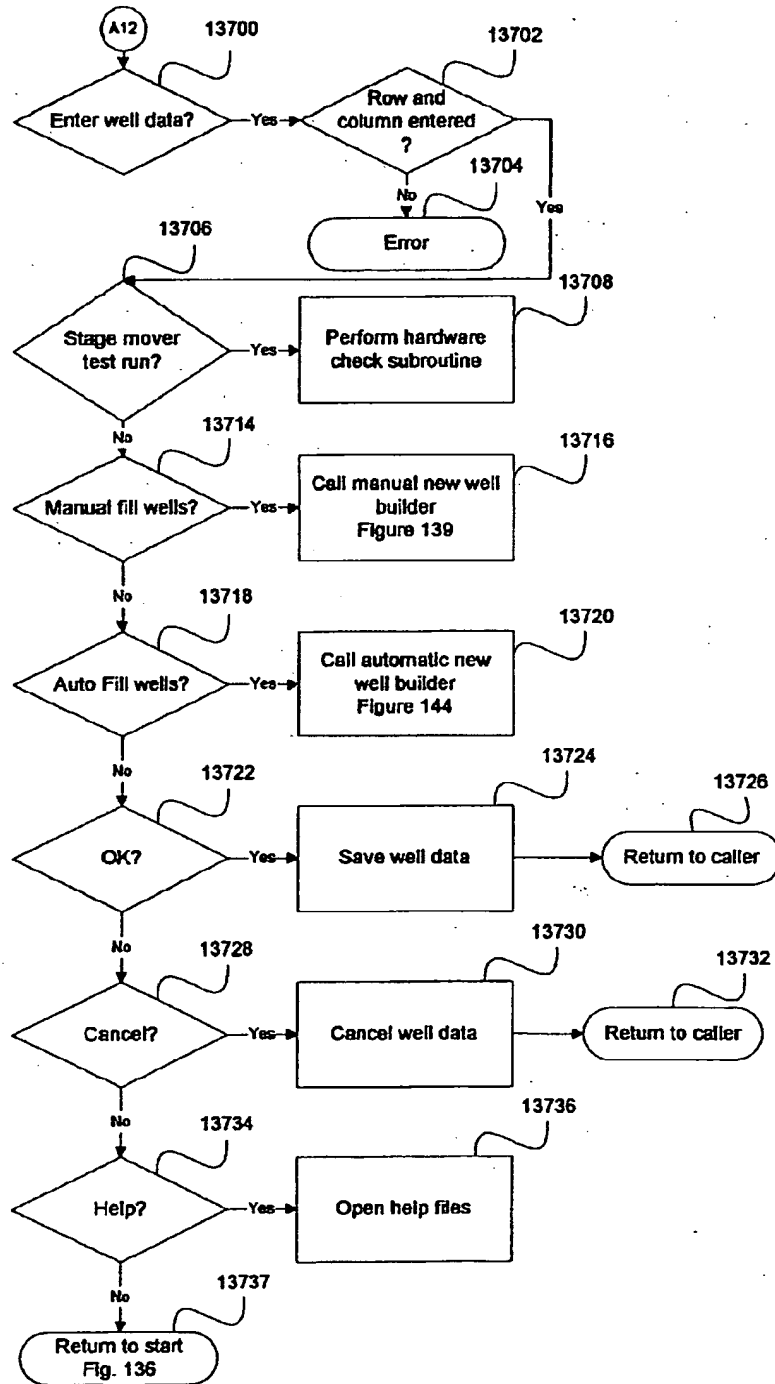 A12
13700
13702
Enter well data?
Yes
Row and
column entered
?
No
13704
Yes
Error
13706
13708
Stage mover
test run?
Yes
Perform hardware
check subroutine
No
13714
13716
Manual fill wells?
Yes
Call manual new well
builder
Figure 139
No
13718
13720
Auto Fill wells?
Yes
Call automatic new
well builder
Figure 144
No
13722
13724
13726
OK?
Yes
Save well data
Return to caller
No
13728
13730
13732
Cancel?
Yes
Cancel well data
Return to caller
No
13734
13736
Help?
Yes
Open help files
No
13737
Return to start
Fig. 136